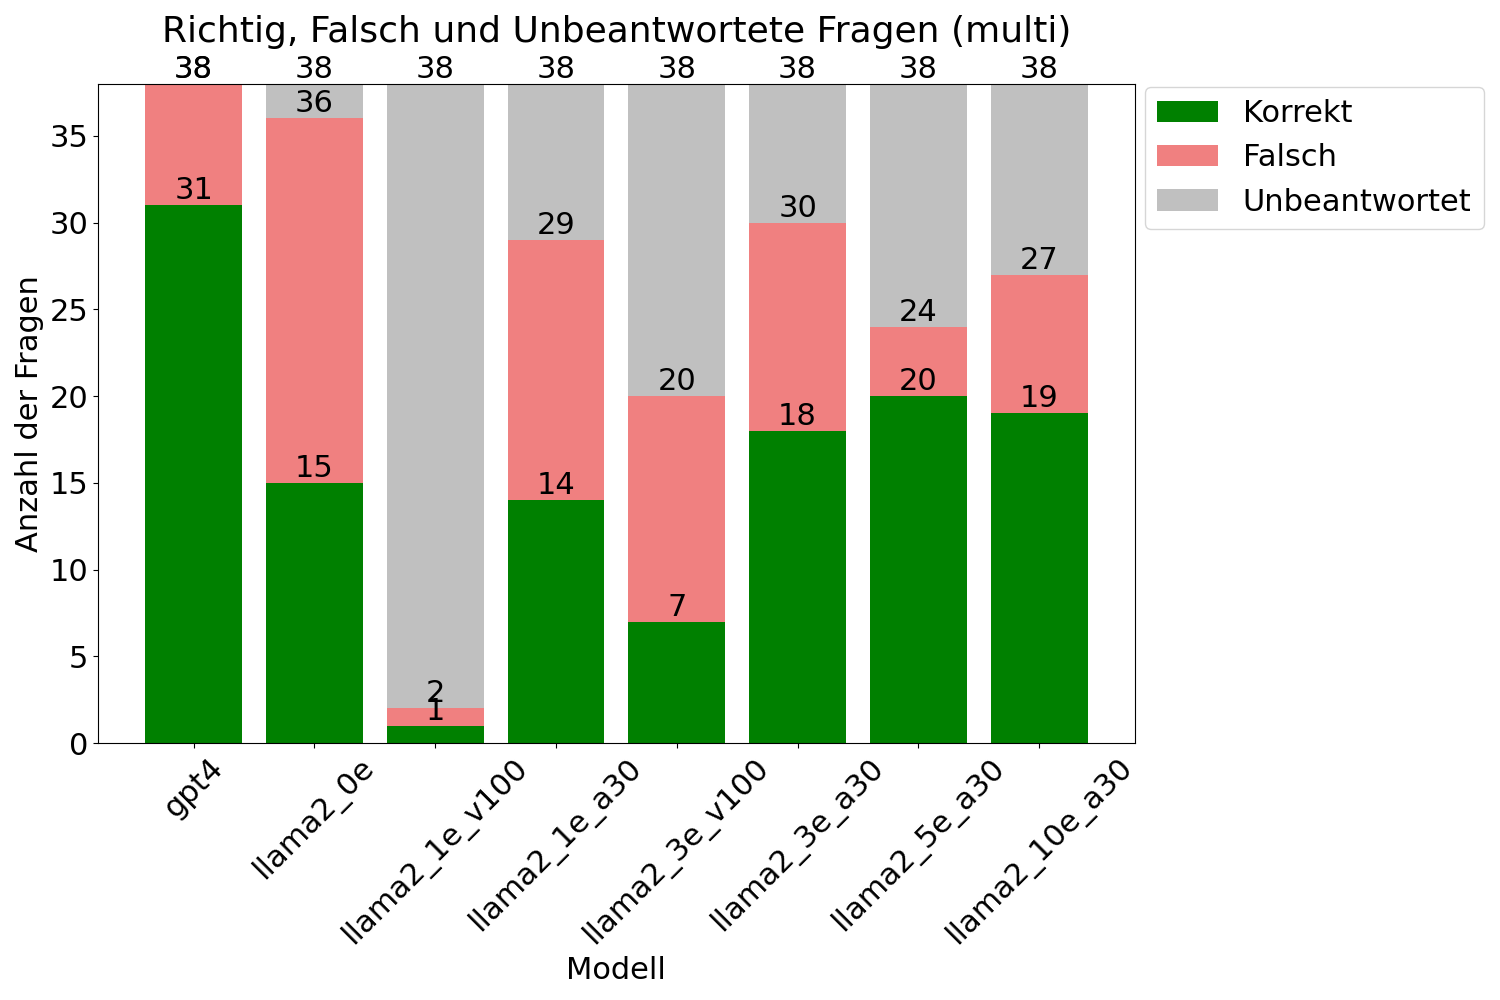 Richtig, Falsch und Unbeantwortete Fragen (multi)
38 38 38 38 38 38 38 38
Korrekt
Falsch
Unbeantwortet
36
31
30
29
27
24
20
20
19
18
15
14
7
2
1
Anzahl der Fragen
35
30
25
20
15
10
5
0
gpt4
llama2_0e
llama2_1e_v100
llama2_1e_a30
llama2_3e_v100
llama2_3e_a30
llama2_5e_a30
llama2_10e_a30
Modell